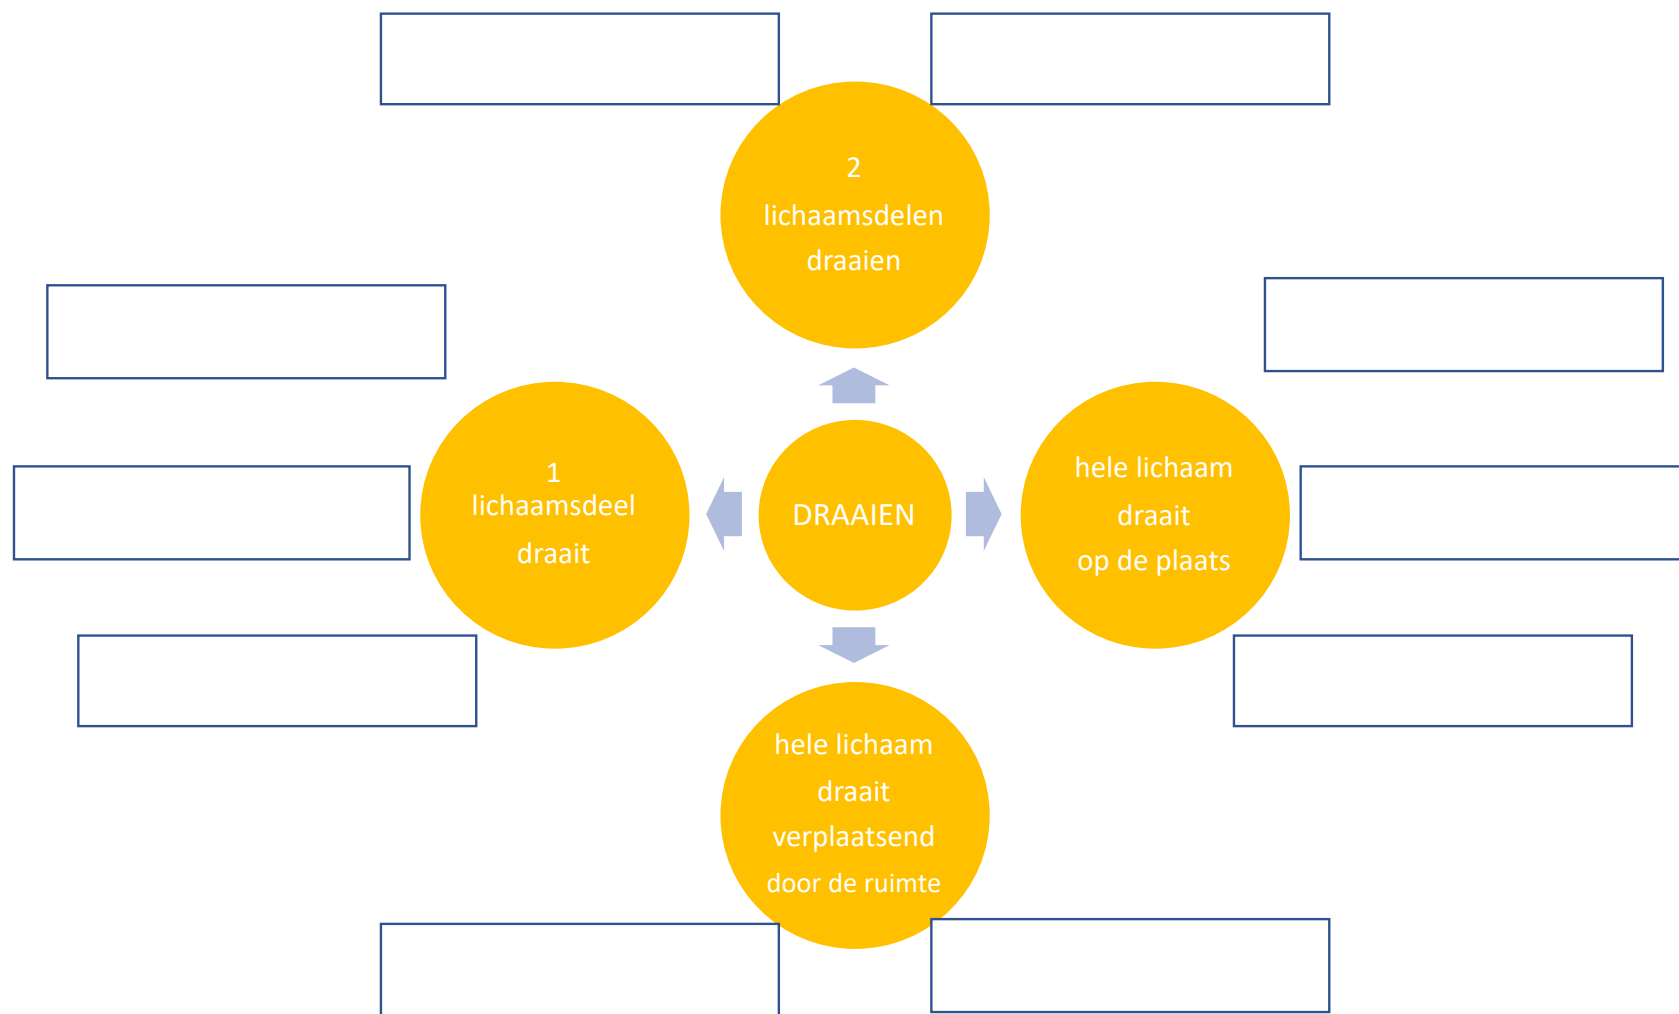 2
lichaamsdelen
draaien
1
lichaamsdeel
draait
DRAAIEN
hele lichaam
draait
op de plaats
hele lichaam
draait
verplaatsend
door de ruimte